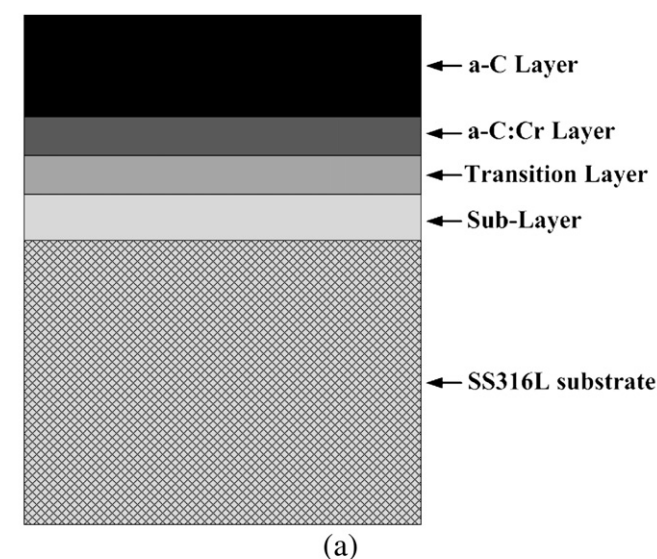 a-C Layer
a-C:Cr Layer
Transition Layer
Sub-Layer
SS316L substrate
(a)